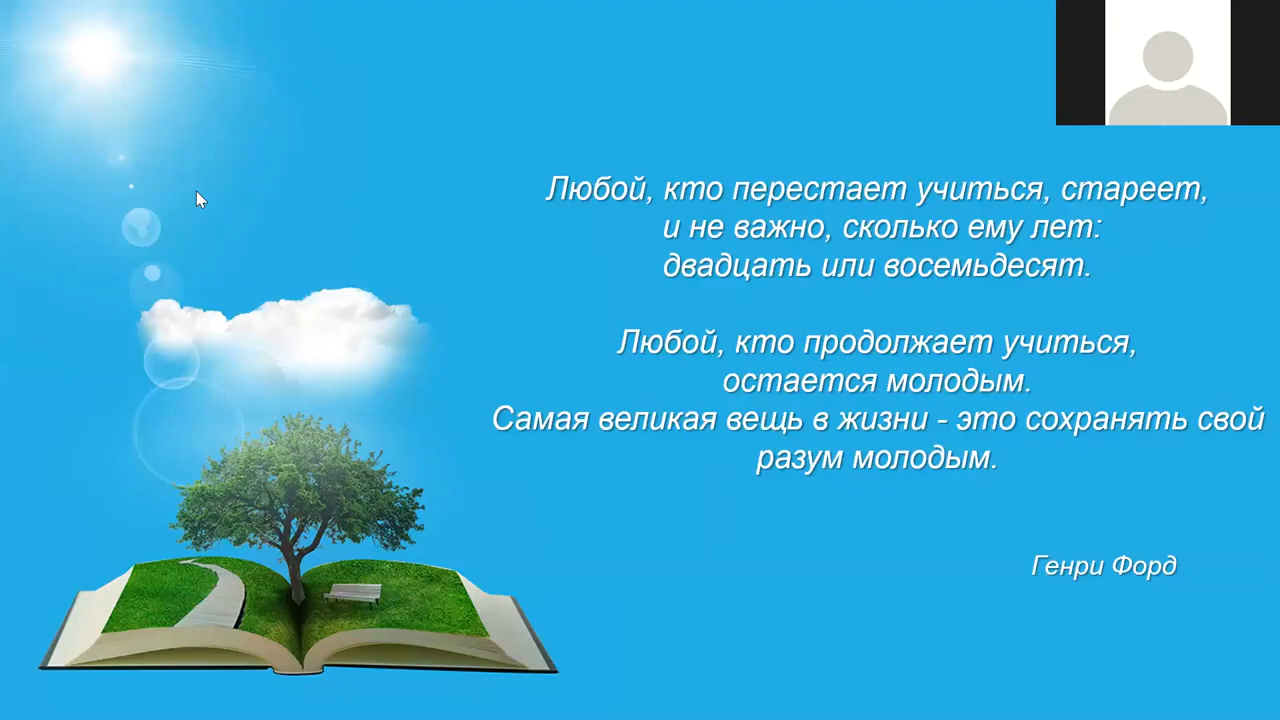 Любой, кто перестает учиться, стареет,
и не важно, сколько ему лет:
двадцать или восемьдесят.
Любой, кто продолжает учиться,
остается молодым.
Самая великая вещь в жизни - это сохранять свой
разум молодым.
Генри Форд